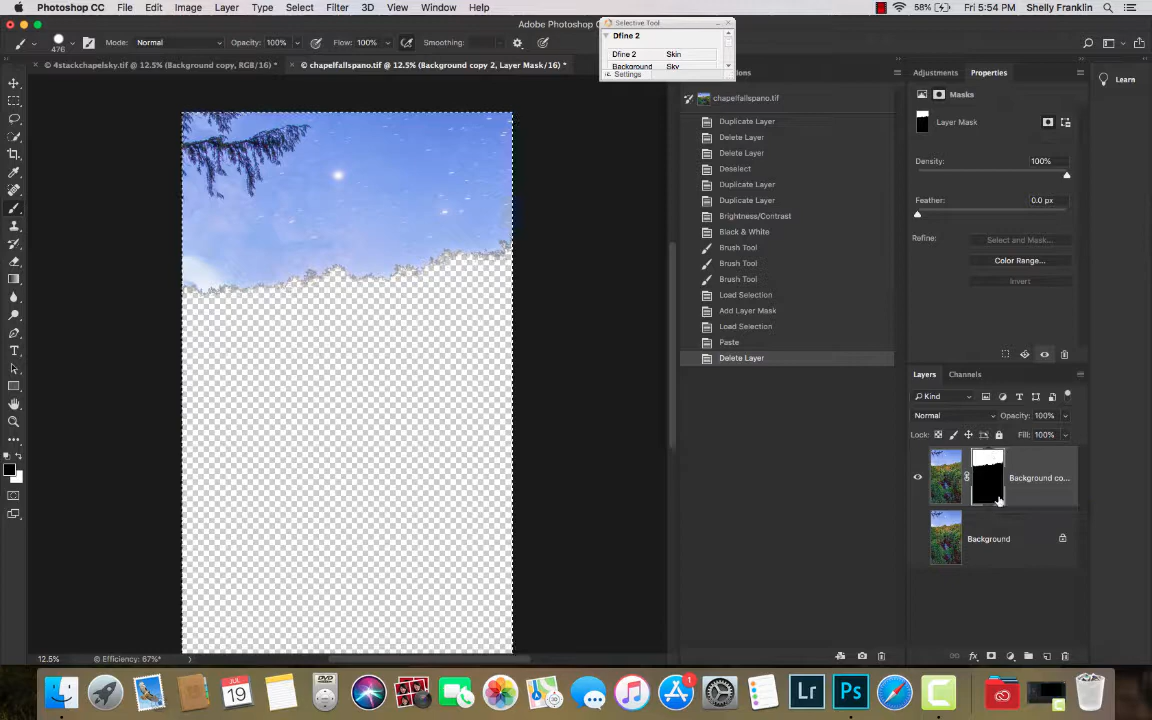 Photoshop CC File Edit Image Layer Type Select Filter 3D View Window Help
58% Fri 5:54 PM Shelly Franklin
Adobe Photoshop C
476 Mode: Normal Opacity: 100% Flow: 100% Smoothing:
4stackchapelsky.tif @ 12.5% (Background copy, RGB/16) *
chapelfallspano.tif @ 12.5% (Background copy 2, Layer Mask/16) *
Selective Tool
Dfine 2
Dfine 2 Skin
Background Sky
Settings
ions
chapelfallspano.tif
Duplicate Layer
Delete Layer
Delete Layer
Deselect
Duplicate Layer
Duplicate Layer
Brightness/Contrast
Black & White
Brush Tool
Brush Tool
Brush Tool
Load Selection
Add Layer Mask
Load Selection
Paste
Delete Layer
Adjustments Properties
Masks
Layer Mask
Density: 100%
Feather: 0.0 px
Refine: Select and Mask...
Color Range...
Invert
Layers Channels
Kind
Normal Opacity: 100%
Lock: Fill: 100%
Background co...
Background
Learn
12.5% Efficiency: 67%*
JUL
19
DVD
1
Lr
Ps